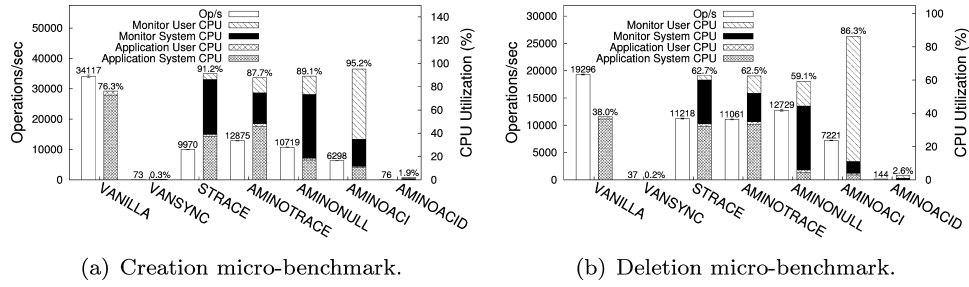 Op/s
Monitor User CPU
Monitor System CPU
Application User CPU
Application System CPU
Operations/sec
50000
40000
30000
20000
10000
0
CPU Utilization (%)
140
120
100
80
60
40
20
0
34117
76.3%
73
0.3%
9970
91.2%
12875
87.7%
10719
89.1%
6298
95.2%
76
1.9%
VANILLA
VANSYNC
STRACE
AMINOTRACE
AMINONULL
AMINOACI
AMINOACID
(a) Creation micro-benchmark.
Op/s
Monitor User CPU
Monitor System CPU
Application User CPU
Application System CPU
Operations/sec
30000
25000
20000
15000
10000
5000
0
CPU Utilization (%)
100
80
60
40
20
0
19296
38.0%
37
0.2%
11218
62.7%
11061
62.5%
12729
59.1%
7221
86.3%
144
2.6%
VANILLA
VANSYNC
STRACE
AMINOTRACE
AMINONULL
AMINOACI
AMINOACID
(b) Deletion micro-benchmark.